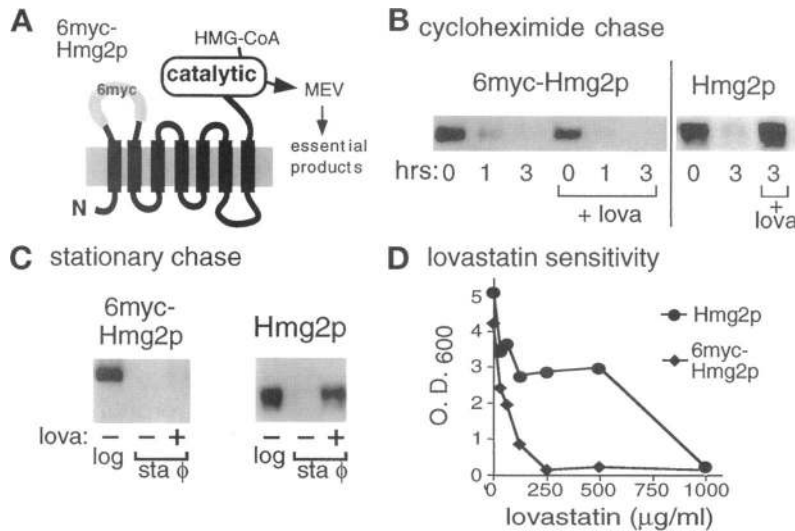 A
6myc-
Hmg2p
6myc
HMG-CoA
catalytic
MEV
essential
products
N
B cycloheximide chase
6myc-Hmg2p
Hmg2p
hrs: 0 1 3 0 1 3 0 3 3
+ lova
+
lova
C stationary chase
6myc-
Hmg2p
Hmg2p
lova: − − + − − +
log sta ϕ log sta ϕ
D lovastatin sensitivity
O. D. 600
5
4
3
2
1
0
0 250 500 750 1000
lovastatin (μg/ml)
Hmg2p
6myc-
Hmg2p